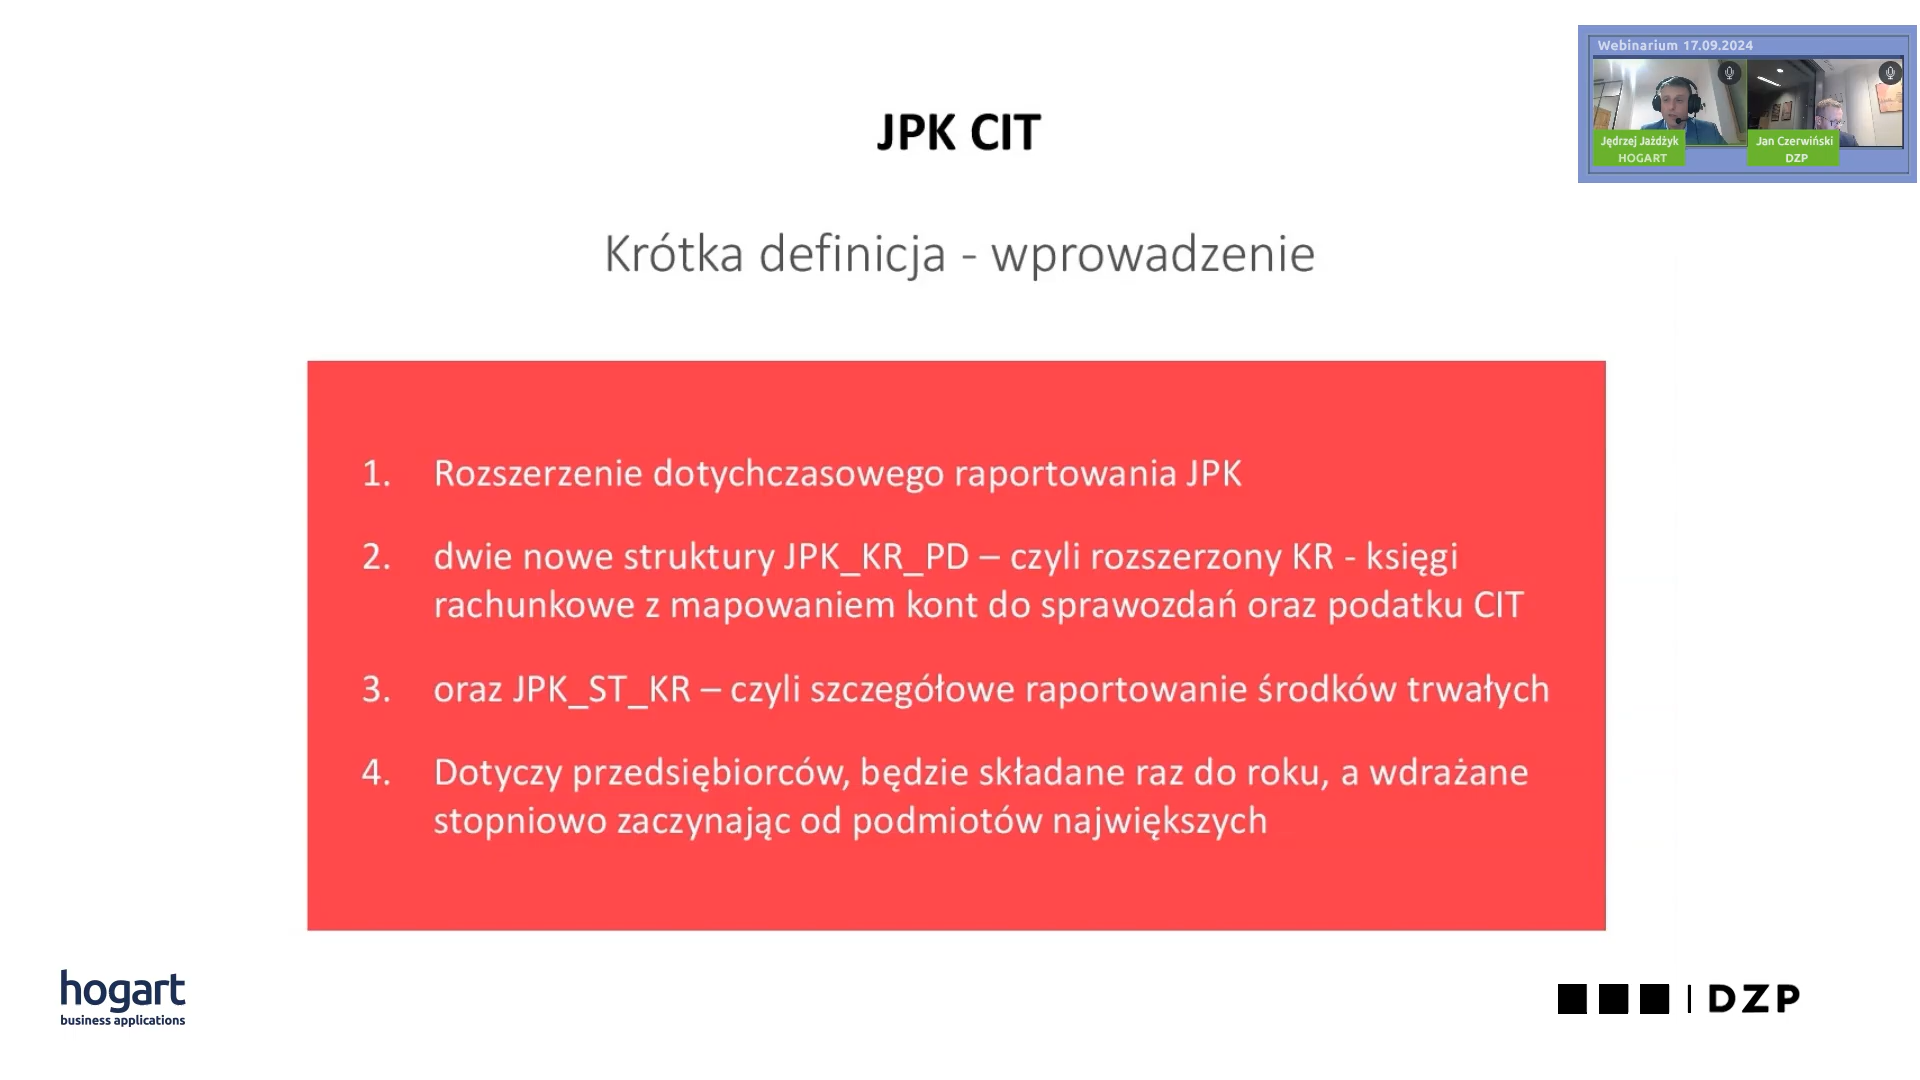 Webinarium 17.09.2024
Jędrzej Jażdżyk
HOGART
Jan Czerwiński
DZP
JPK CIT
Krótka definicja - wprowadzenie
1. Rozszerzenie dotychczasowego raportowania JPK
2. dwie nowe struktury JPK_KR_PD – czyli rozszerzony KR - księgi
rachunkowe z mapowaniem kont do sprawozdań oraz podatku CIT
3. oraz JPK_ST_KR – czyli szczegółowe raportowanie środków trwałych
4. Dotyczy przedsiębiorców, będzie składane raz do roku, a wdrażane
stopniowo zaczynając od podmiotów największych
hogart
business applications
DZP